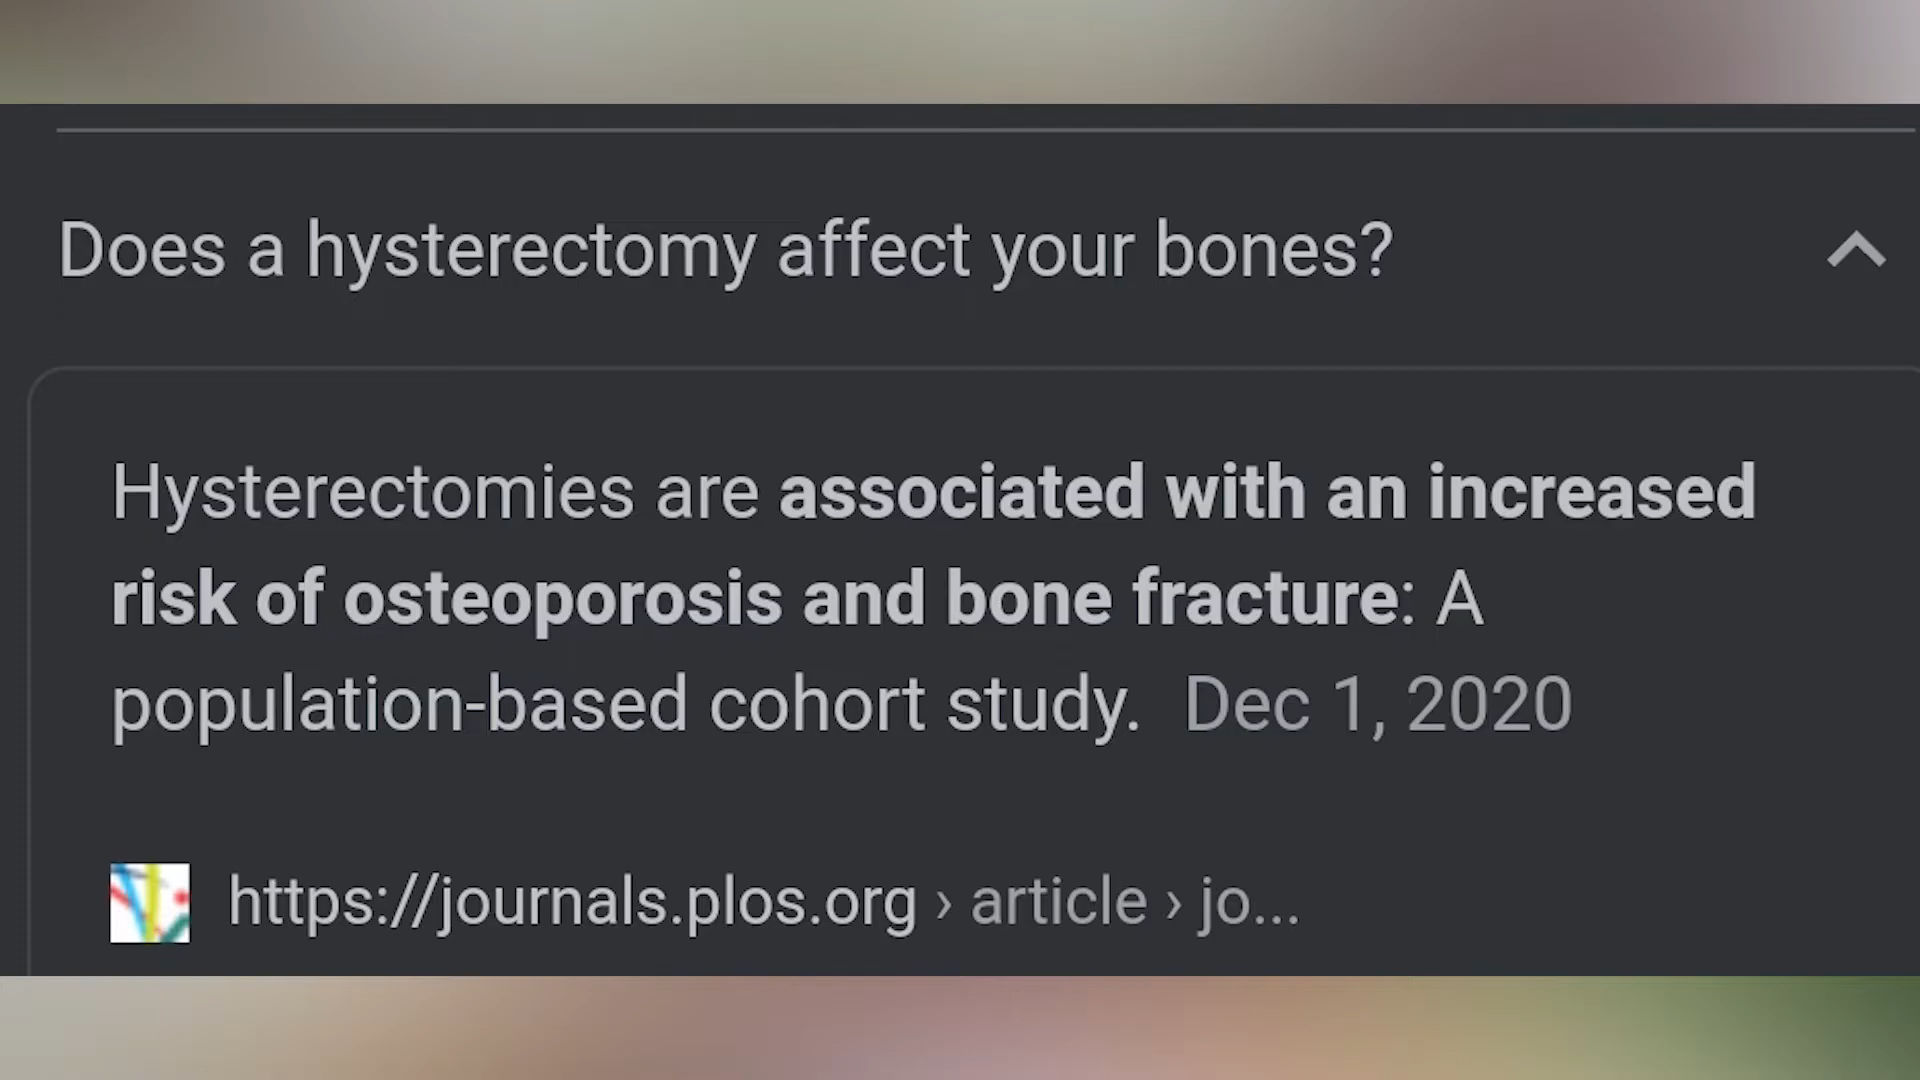 Does a hysterectomy affect your bones?
Hysterectomies are associated with an increased
risk of osteoporosis and bone fracture: A
population-based cohort study. Dec 1, 2020
https://journals.plos.org › article › jo...